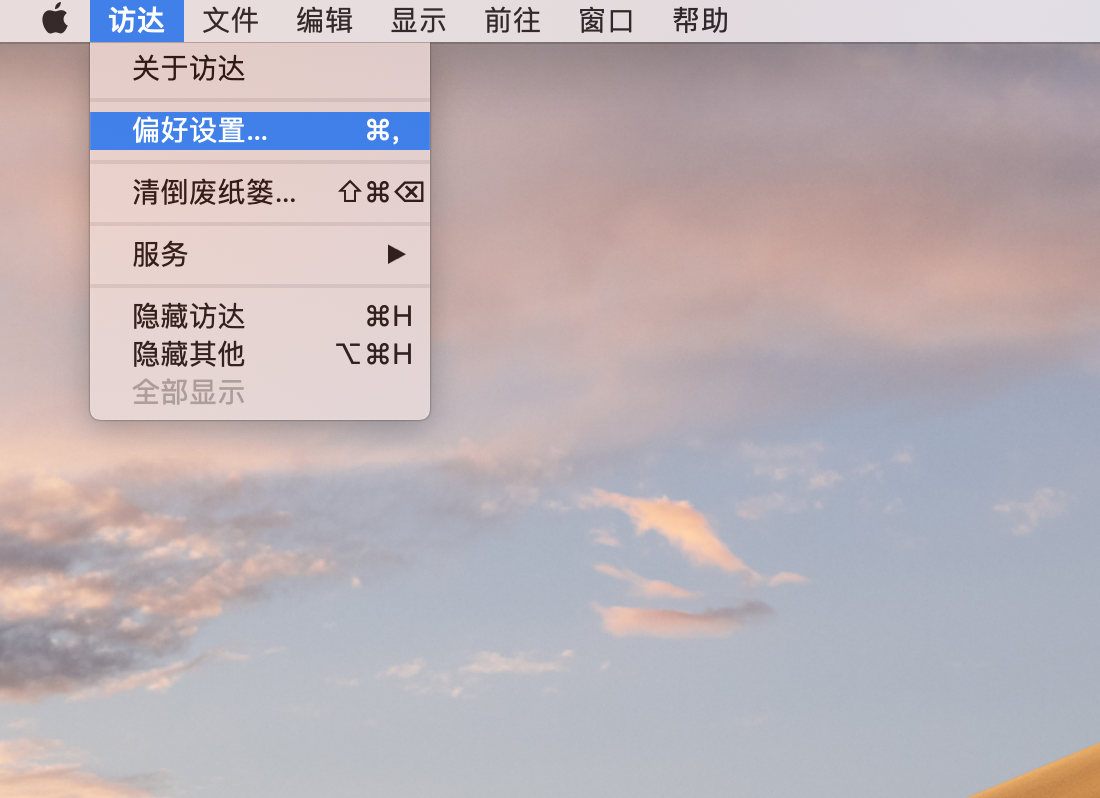 访达 文件 编辑 显示 前往 窗口 帮助
关于访达
偏好设置... ⌘,
清倒废纸篓... ⇧⌘⌫
服务 ▶
隐藏访达 ⌘H
隐藏其他 ⌥⌘H
全部显示